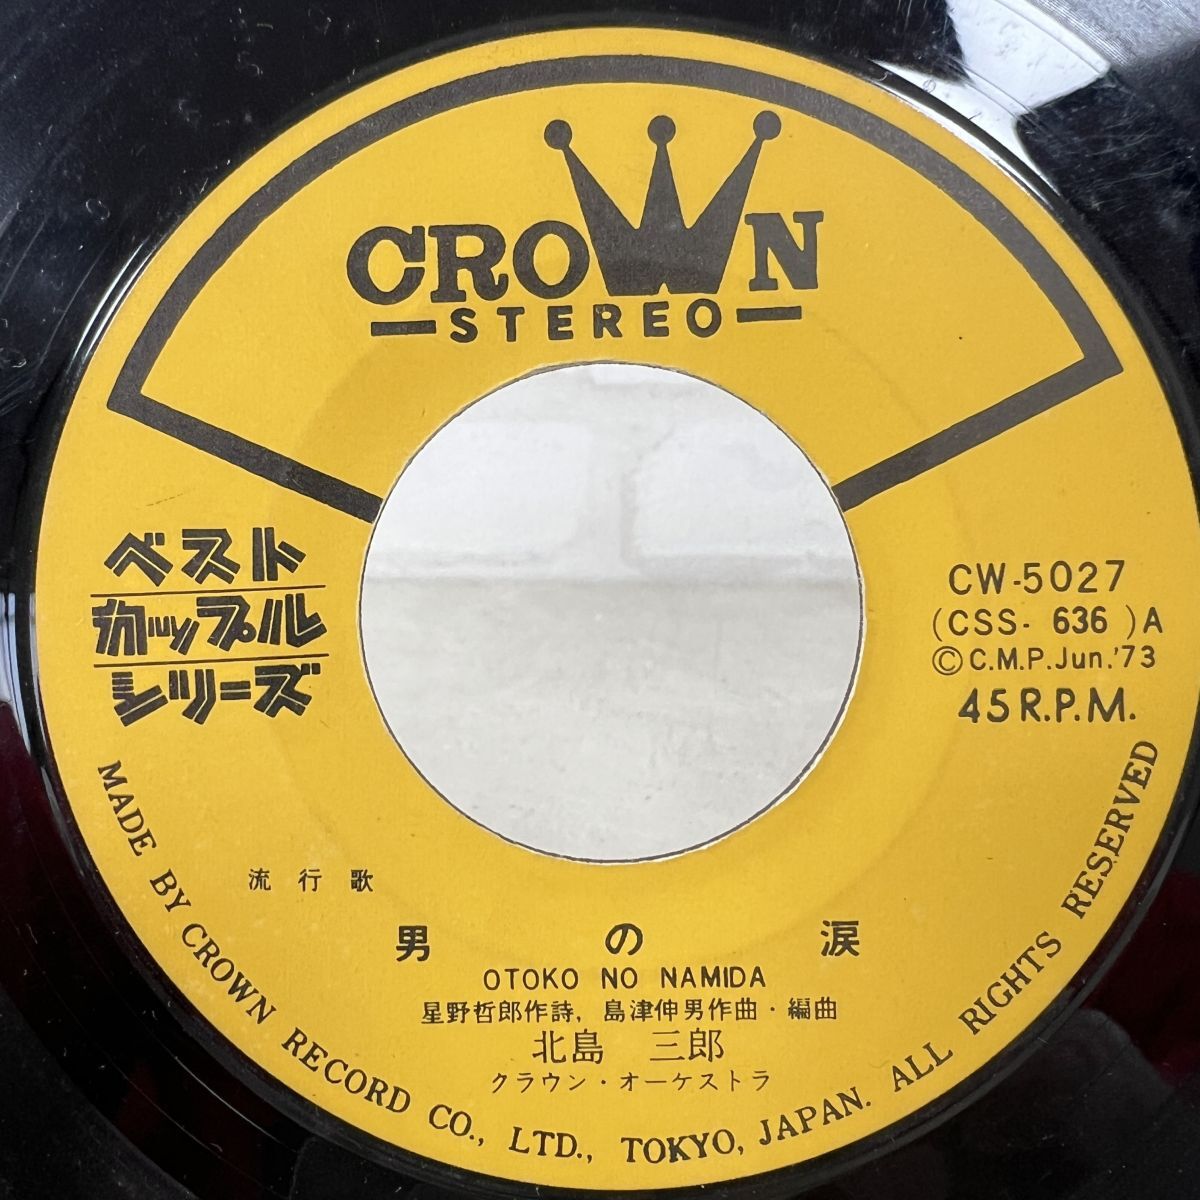 CROWN
STEREO
ベスト
カップル
シリーズ
CW-5027
(CSS- 636 )A
©C.M.P.Jun.'73
45R.P.M.
流行歌
男の涙
OTOKO NO NAMIDA
星野哲郎作詩, 島津伸男作曲・編曲
北島 三郎
クラウン・オーケストラ
MADE BY CROWN RECORD CO., LTD., TOKYO, JAPAN. ALL RIGHTS RESERVED